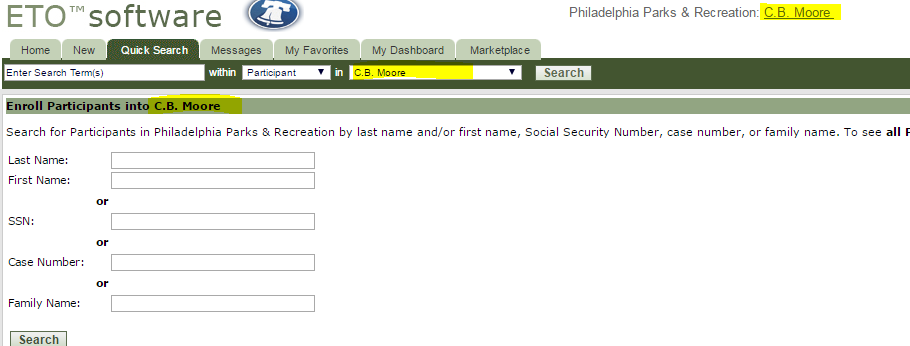 ETO™software
Philadelphia Parks & Recreation: C.B. Moore
Home New Quick Search Messages My Favorites My Dashboard Marketplace
Enter Search Term(s) within Participant in C.B. Moore Search
Enroll Participants into C.B. Moore
Search for Participants in Philadelphia Parks & Recreation by last name and/or first name, Social Security Number, case number, or family name. To see all
Last Name:
First Name:
or
SSN:
or
Case Number:
or
Family Name:
Search